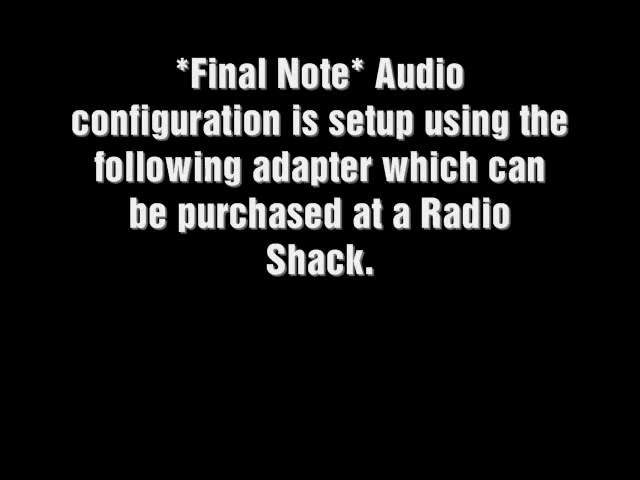 *Final Note* Audio
configuration is setup using the
following adapter which can
be purchased at a Radio
Shack.